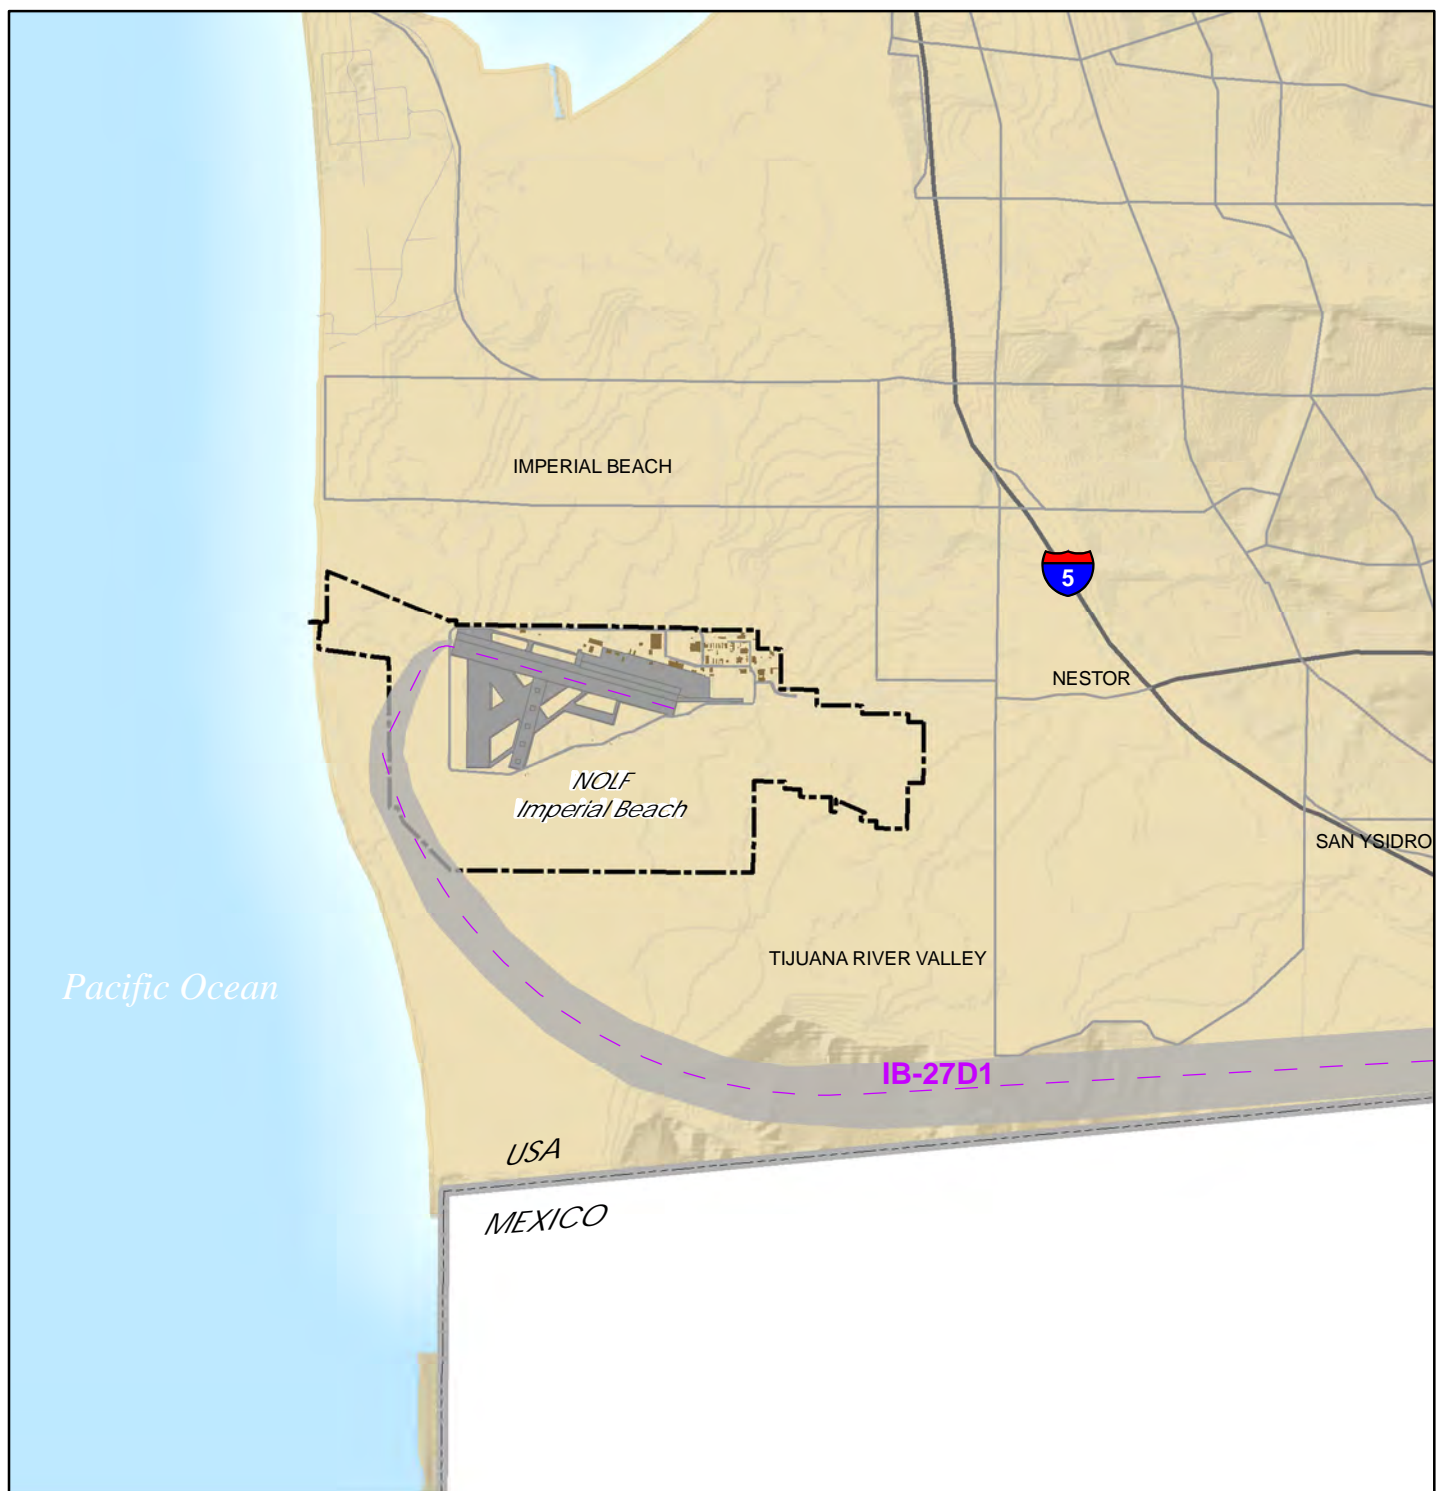 IMPERIAL BEACH
5
NESTOR
NOLF
Imperial Beach
SAN YSIDRO
TIJUANA RIVER VALLEY
Pacific Ocean
IB-27D1
USA
MEXICO